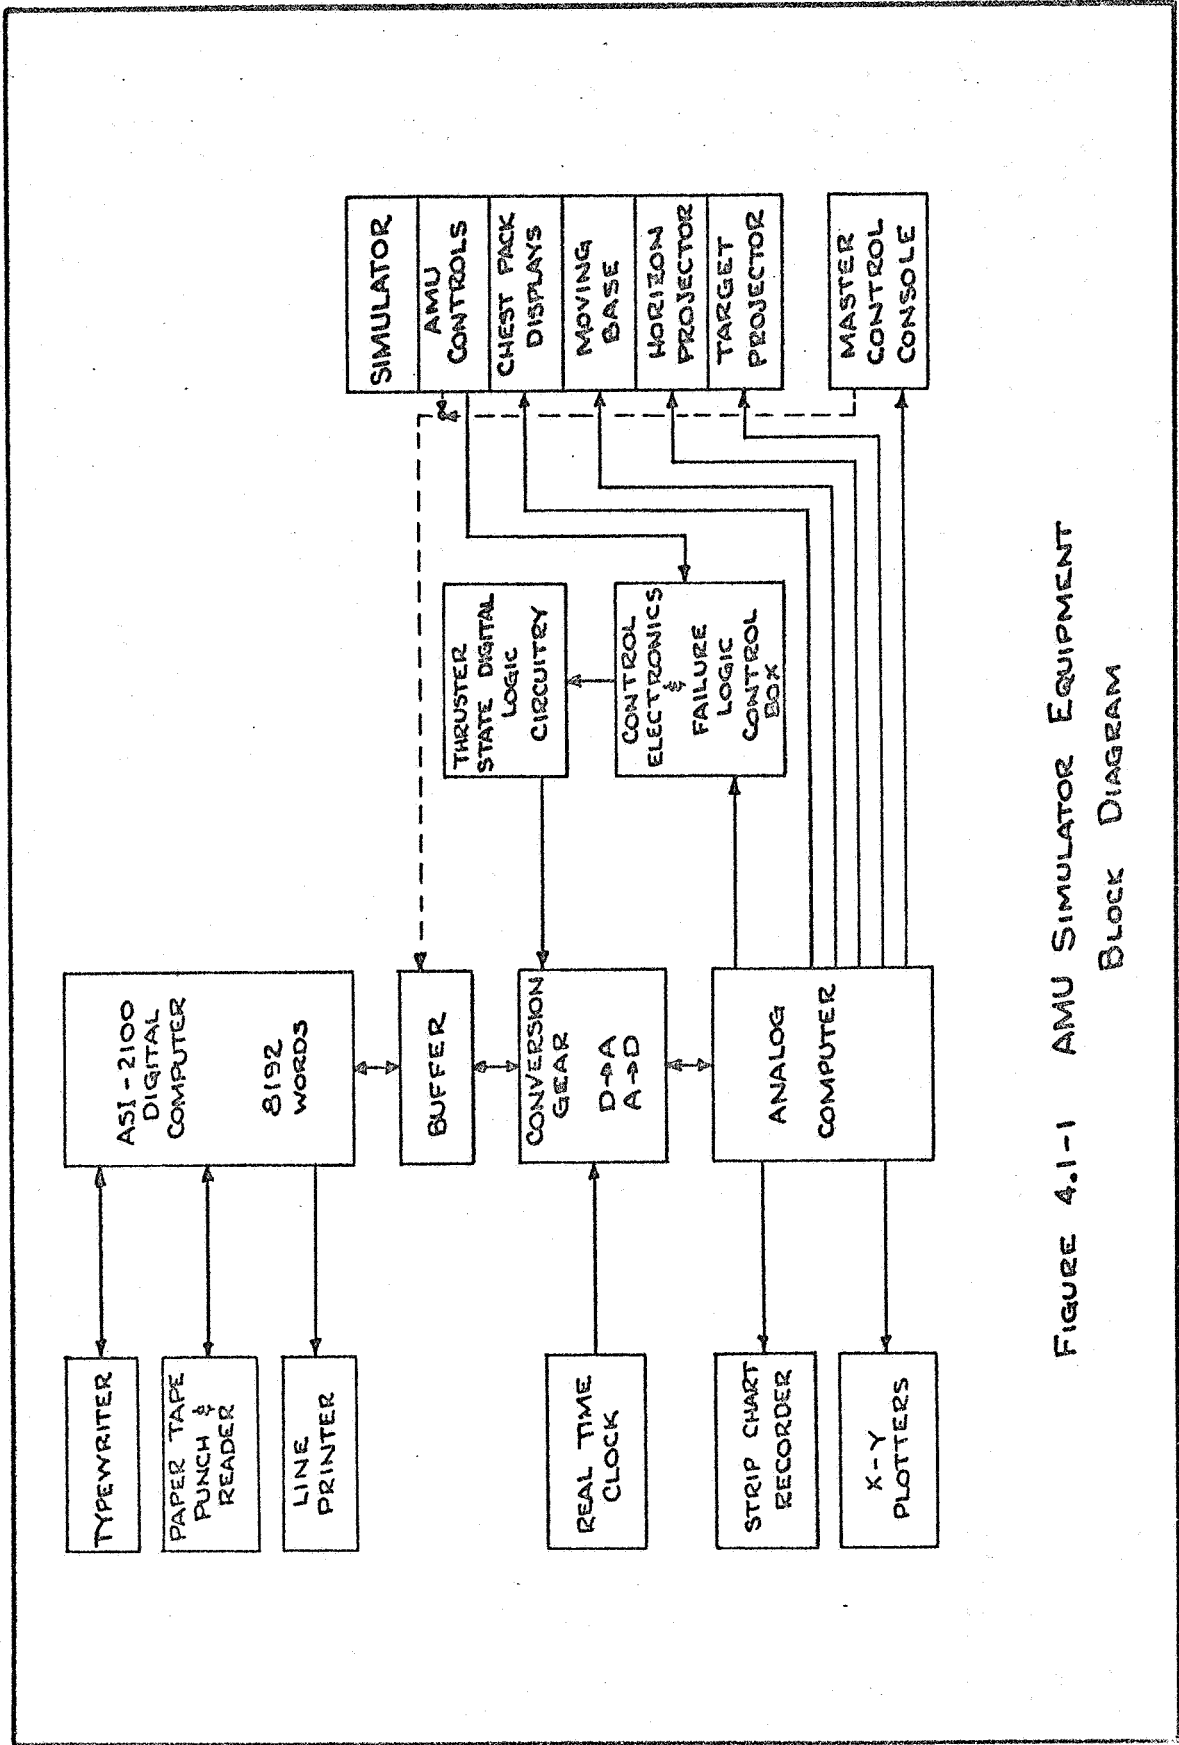 TYPEWRITER
PAPER TAPE
PUNCH &
READER
LINE
PRINTER
REAL TIME
CLOCK
STRIP CHART
RECORDER
X-Y
PLOTTERS
ASI-2100
DIGITAL
COMPUTER
8192
WORDS
BUFFER
CONVERSION
GEAR
D→A
A→D
ANALOG
COMPUTER
THRUSTER
STATE DIGITAL
LOGIC
CIRCUITRY
CONTROL
ELECTRONICS
&
FAILURE
LOGIC
CONTROL
BOX
SIMULATOR
AMU
CONTROLS
CHEST PACK
DISPLAYS
MOVING
BASE
HORIZON
PROJECTOR
TARGET
PROJECTOR
MASTER
CONTROL
CONSOLE
FIGURE 4.1-1 AMU SIMULATOR EQUIPMENT
BLOCK DIAGRAM